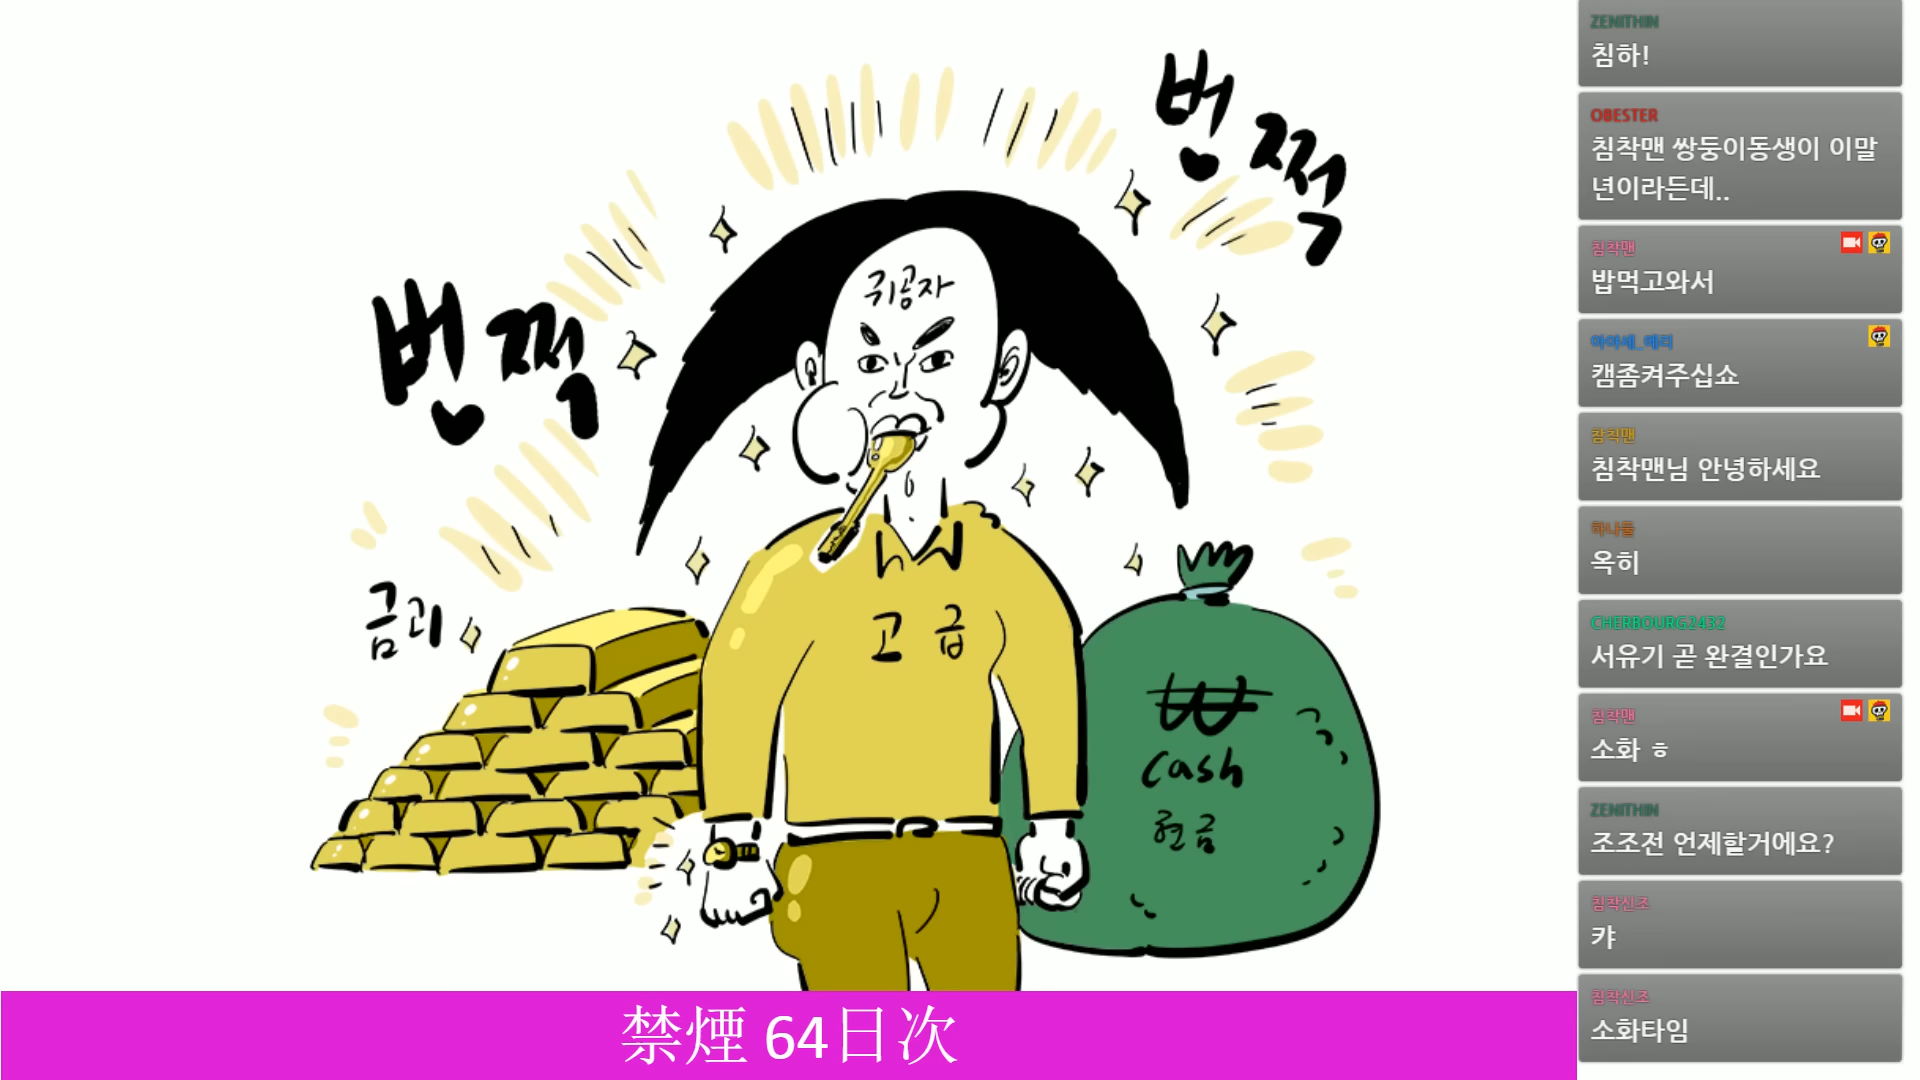 번쩍
번쩍
귀공자
금괴
고급
₩
Cash
현금
禁煙 64日次
ZENITHIN
침하!
OBESTER
침착맨 쌍둥이동생이 이말
년이라든데..
침착맨
밥먹고와서
캠좀켜주십쇼
참착맨
침착맨님 안녕하세요
하나둘
옥히
CHERBOURG2432
서유기 곧 완결인가요
침착맨
소화 ㅎ
ZENITHIN
조조전 언제할거에요?
침착신조
캬
침착신조
소화타임